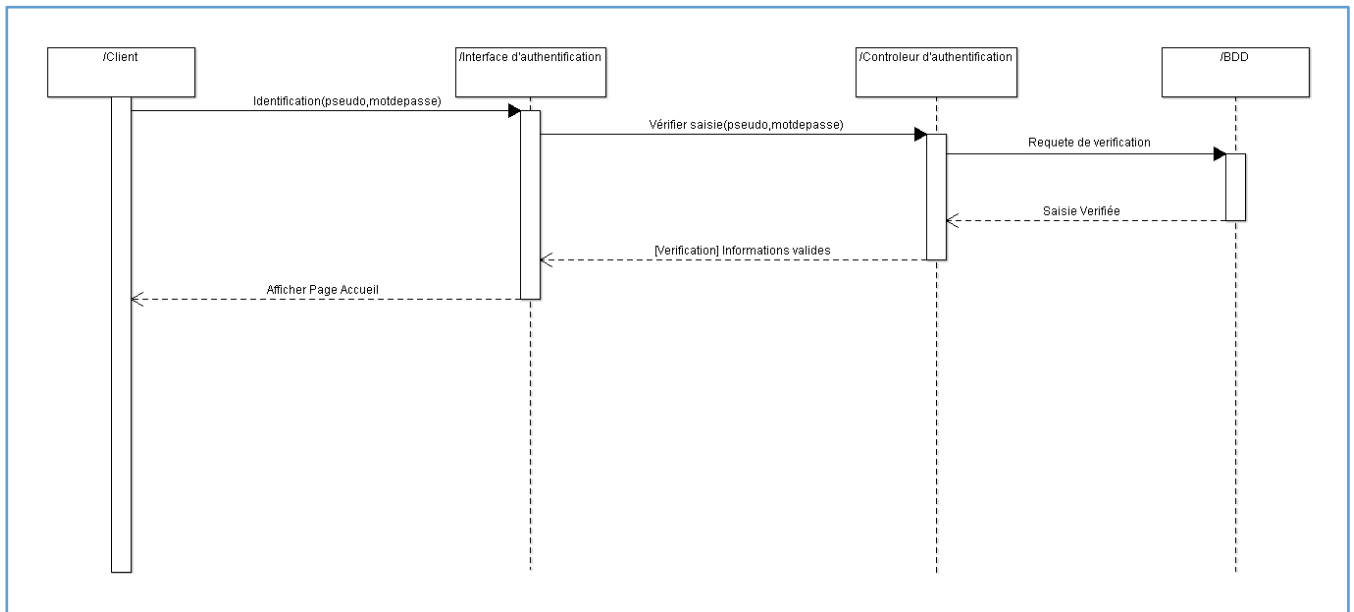 /Client
/Interface d'authentification
/Controleur d'authentification
/BDD
Identification(pseudo,motdepasse)
Vérifier saisie(pseudo,motdepasse)
Requete de verification
Saisie Verifiée
[Verification] Informations valides
Afficher Page Accueil